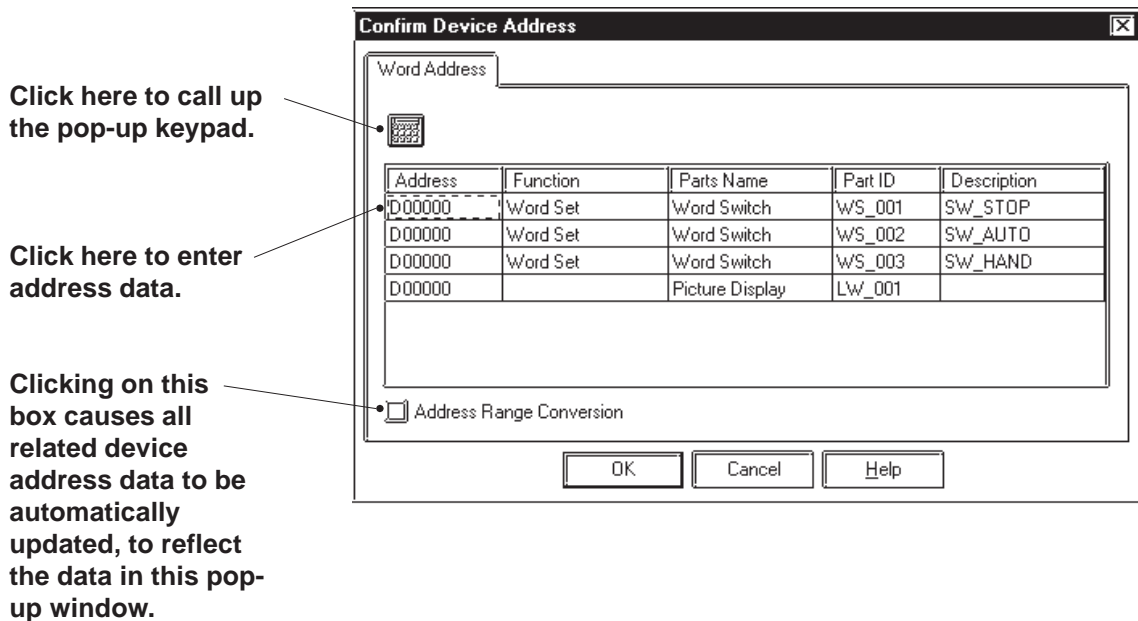 Confirm Device Address
Word Address
Click here to call up
the pop-up keypad.
Address Function Parts Name Part ID Description
D00000 Word Set Word Switch WS_001 SW_STOP
D00000 Word Set Word Switch WS_002 SW_AUTO
D00000 Word Set Word Switch WS_003 SW_HAND
D00000 Picture Display LW_001
Click here to enter
address data.
Clicking on this
box causes all
related device
address data to be
automatically
updated, to reflect
the data in this pop-
up window.
Address Range Conversion
OK Cancel Help